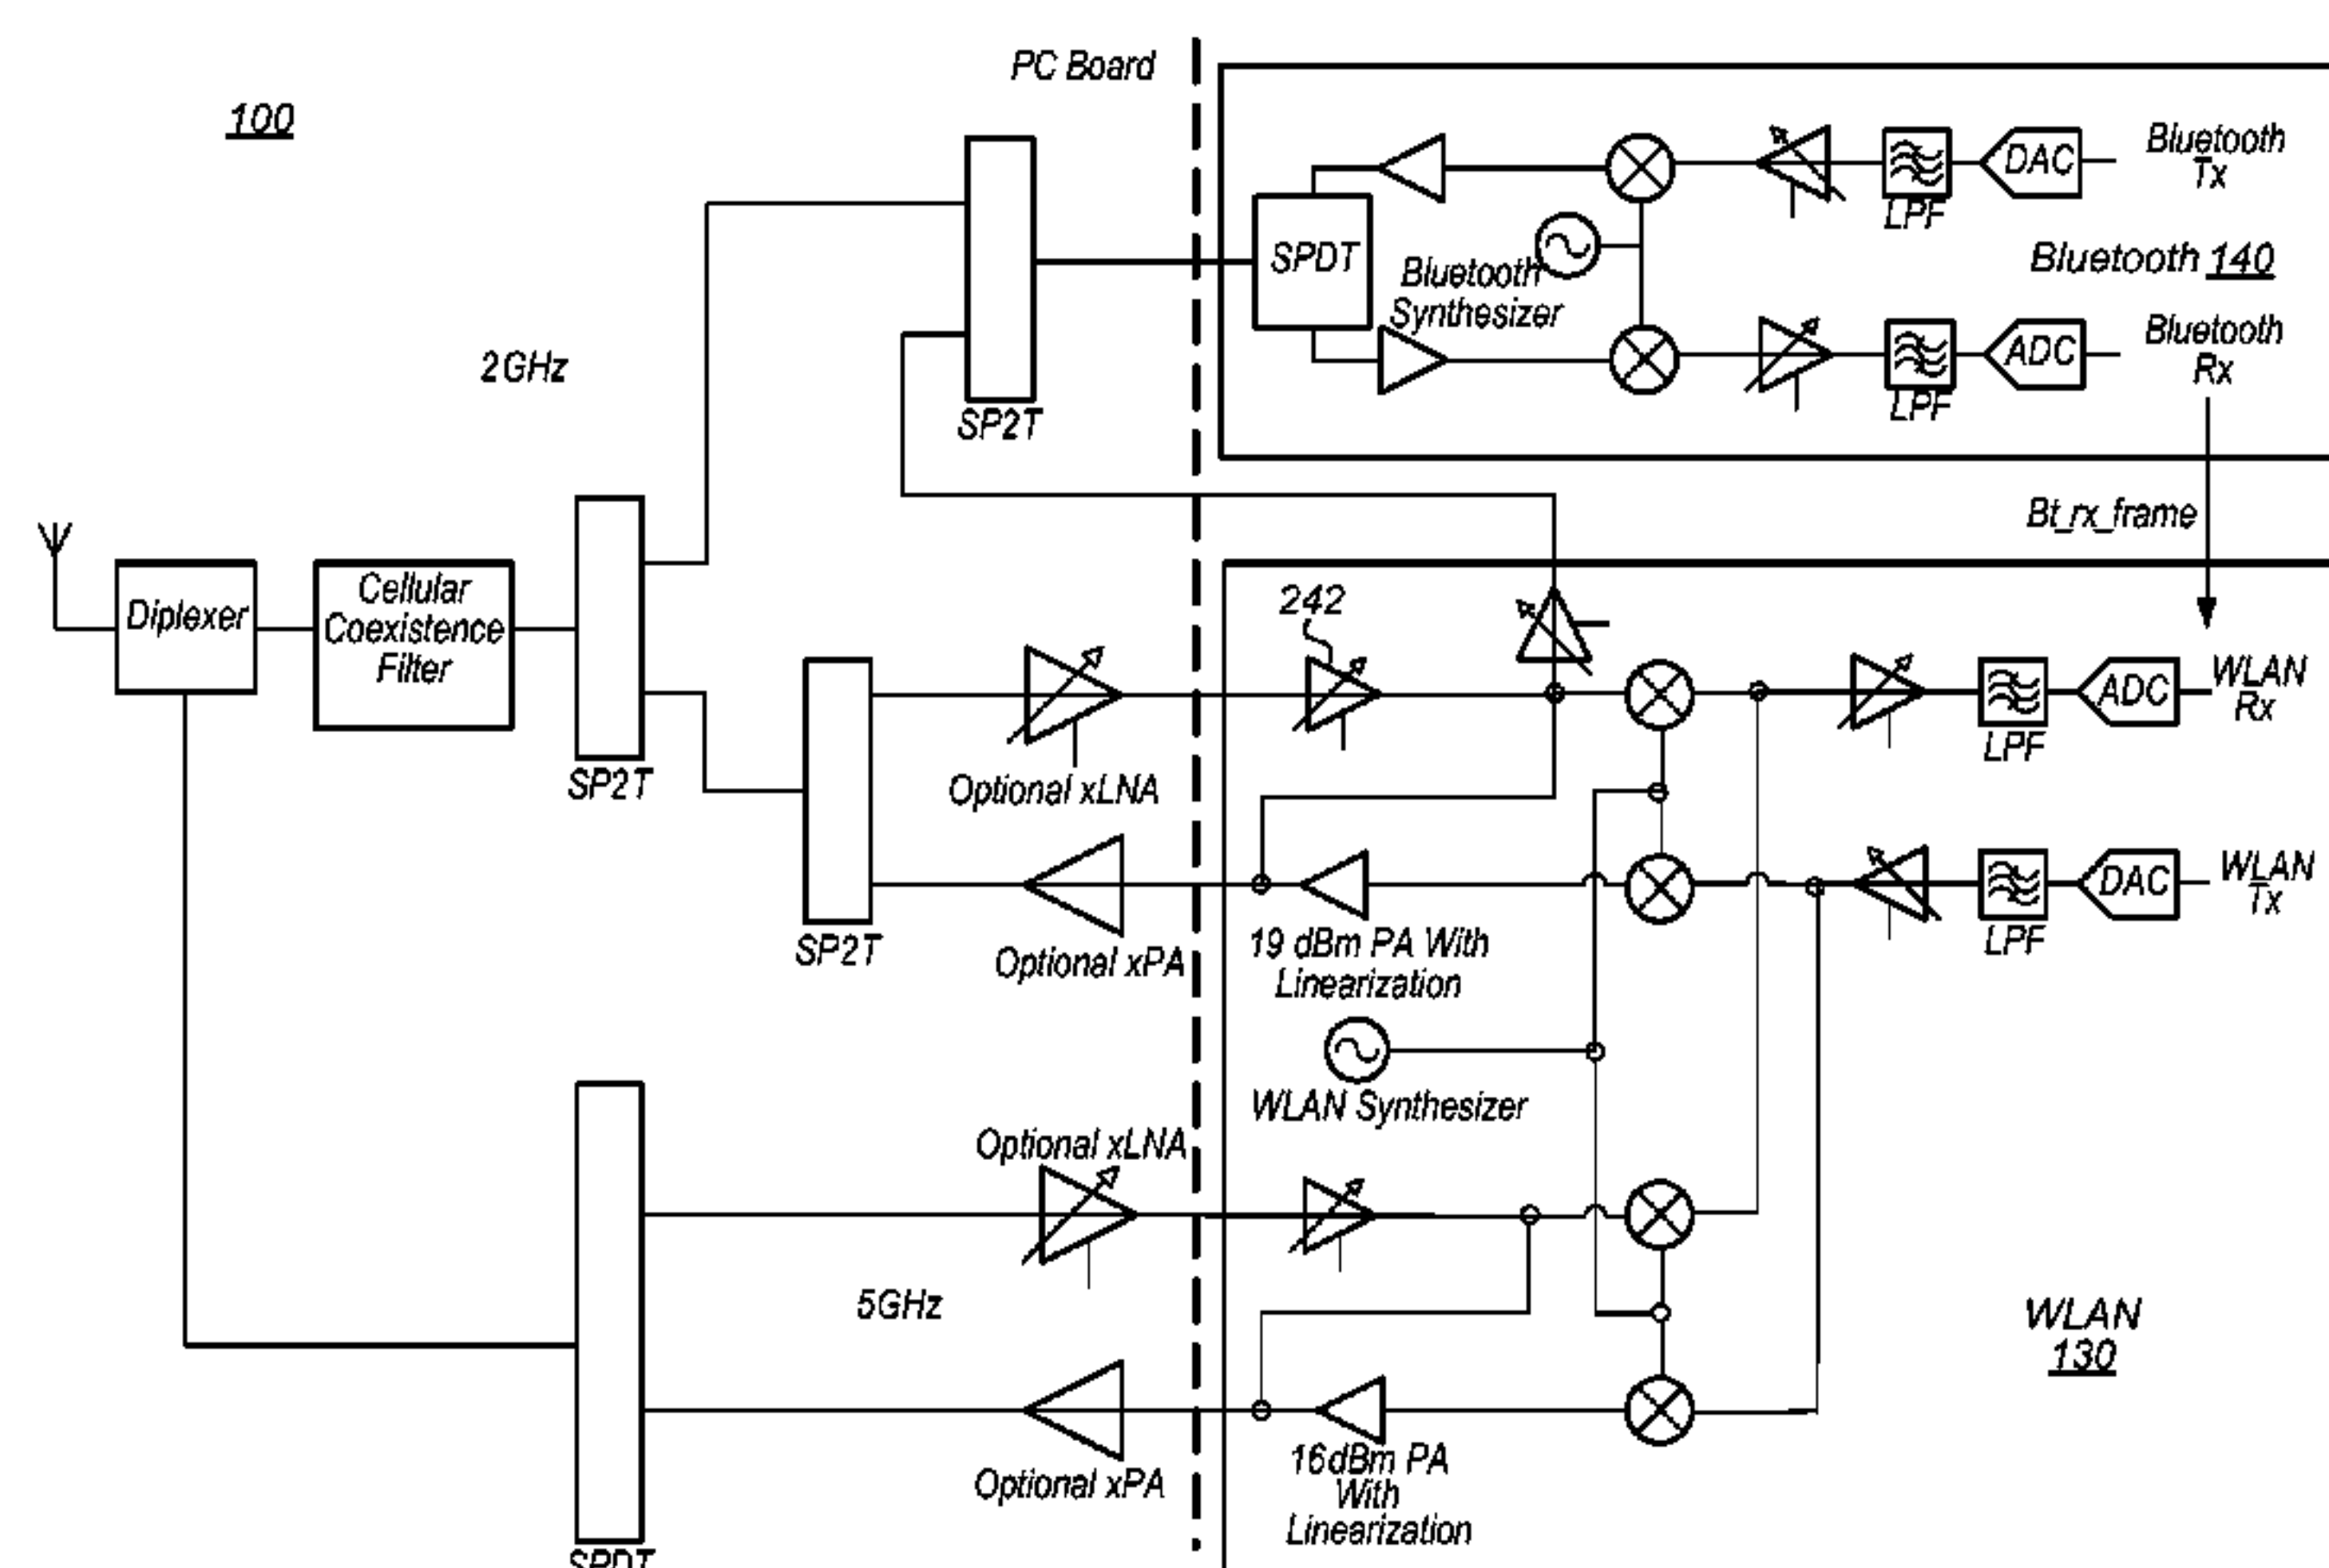 100
PC Board
2GHz
SP2T
SPDT
Bluetooth
Synthesizer
LPF
DAC
Bluetooth
Tx
Bluetooth 140
LPF
ADC
Bluetooth
Rx
Bt_rx_frame
Diplexer
Cellular
Coexistence
Filter
SP2T
SP2T
Optional xLNA
Optional xPA
242
19 dBm PA With
Linearization
WLAN Synthesizer
LPF
ADC
WLAN
Rx
LPF
DAC
WLAN
Tx
5GHz
SPDT
Optional xLNA
Optional xPA
16dBm PA
With
Linearization
WLAN
130